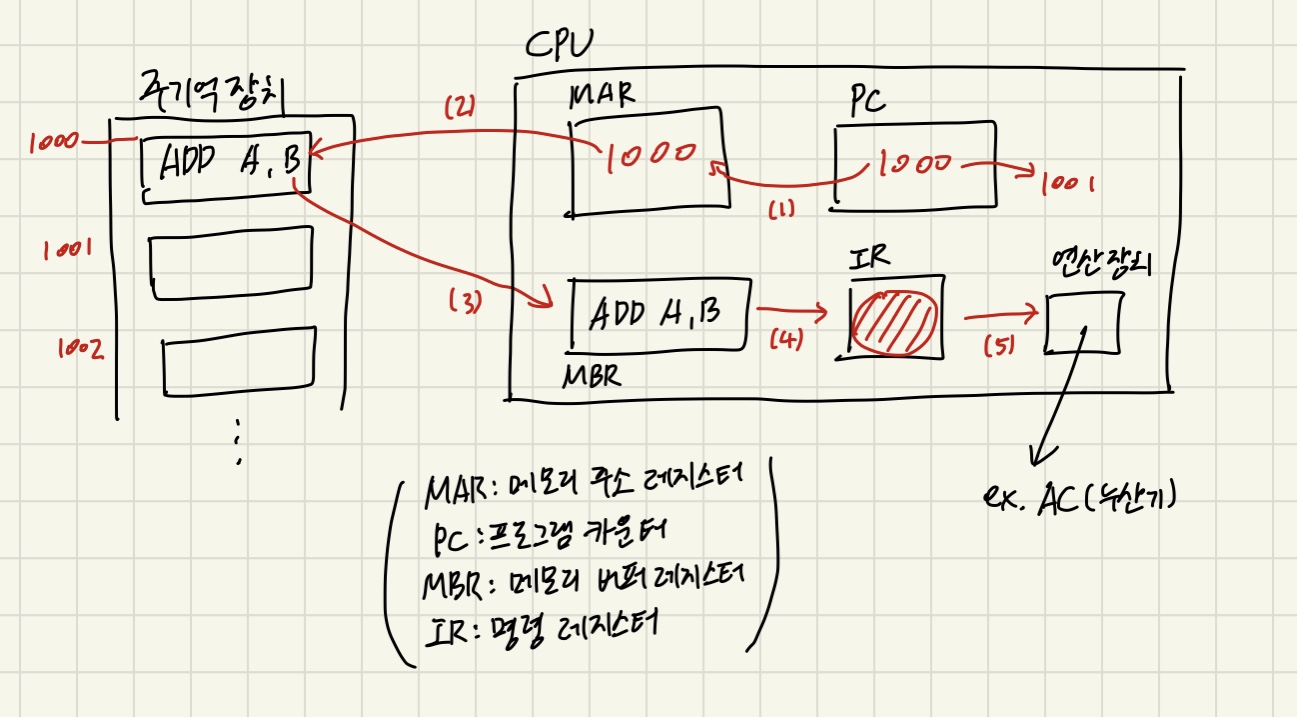 CPU
주기억장치
(2)
MAR
PC
1000
ADD A,B
1000
1000
1001
(1)
1001
IR
연산장치
(3)
ADD A,B
(4)
(5)
1002
MBR
⋮
MAR: 메모리 주소 레지스터
PC: 프로그램 카운터
MBR: 메모리 버퍼 레지스터
IR: 명령 레지스터
ex. AC(누산기)